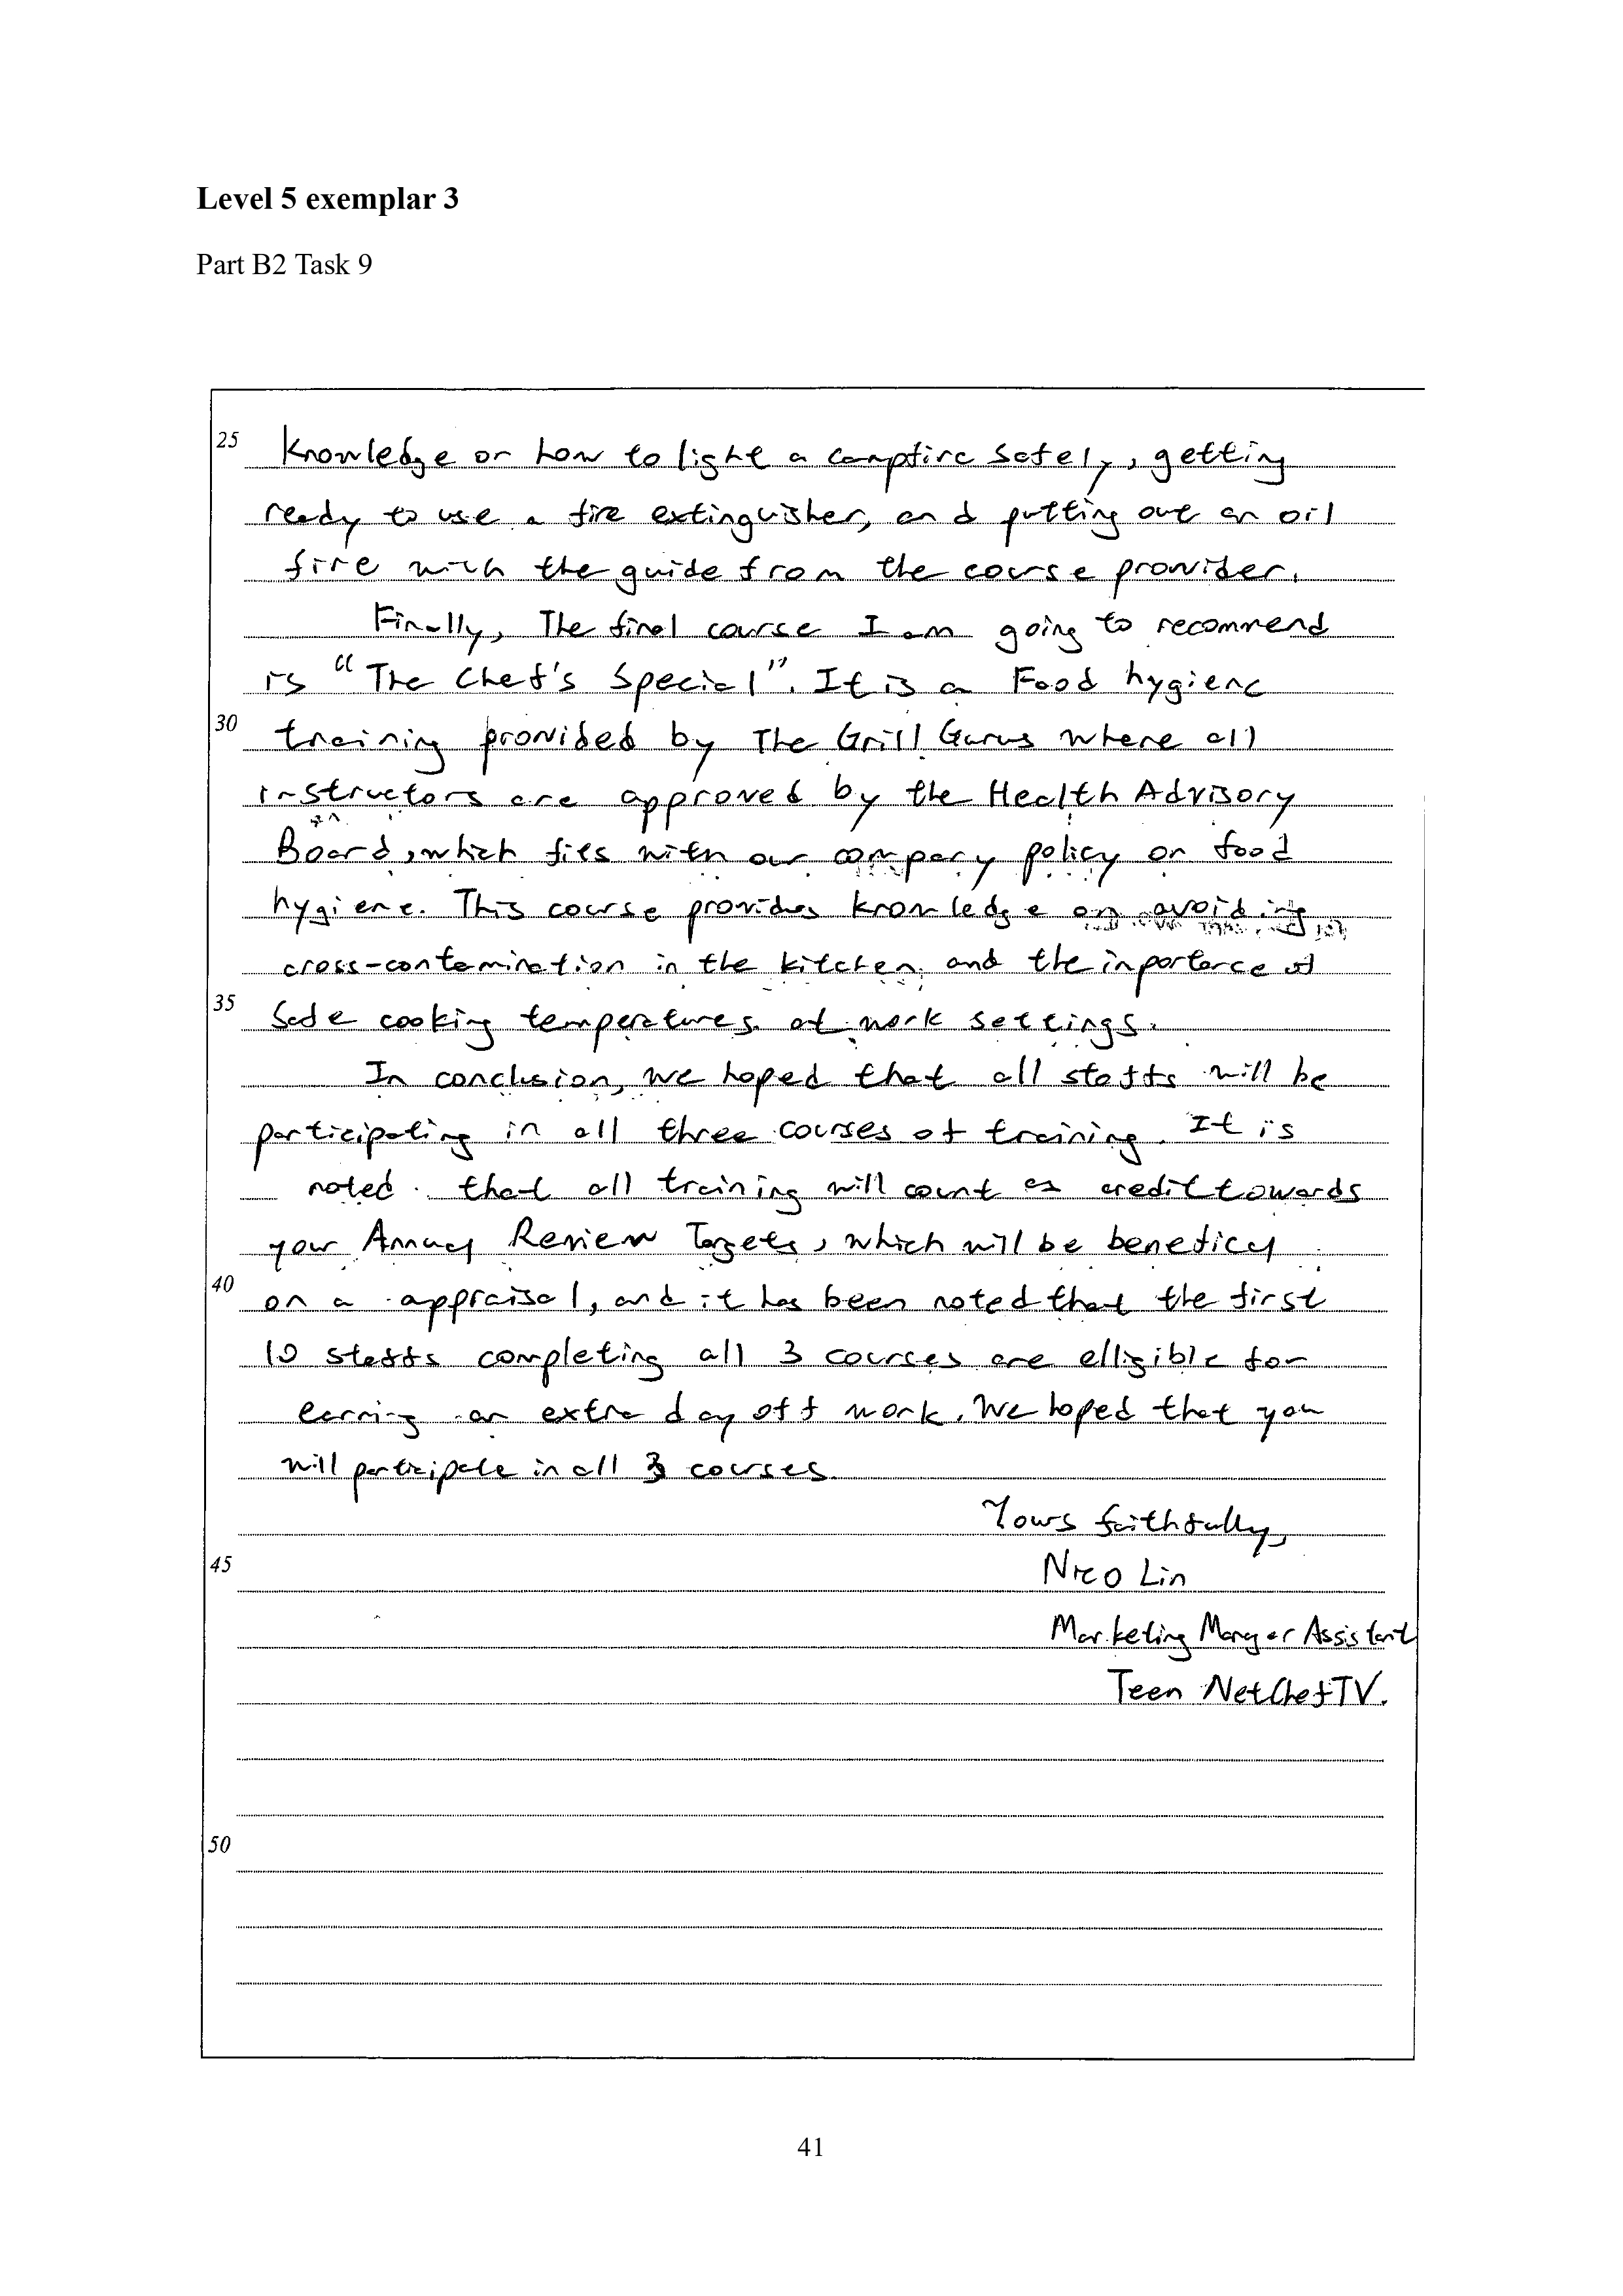 Level 5 exemplar 3
Part B2 Task 9
25 knowledge on how to light a campfire safely, getting
ready to use a fire extinguisher, and putting out an oil
fire with the guide from the course provider.
Finally, The final course I am going to recommend
is "The Chef's Special". It is a Food hygiene
30 training provided by The Grill Gurus where all
instructors are approved by the Health Advisory
Board, which fits with our company policy on food
hygiene. This course provides knowledge on avoiding
cross-contamination in the kitchen, and the importance of
35 safe cooking temperatures at work settings.
In conclusion, we hoped that all staffs will be
participating in all three courses of training. It is
noted that all training will count as credit towards
your Annual Review Targets, which will be beneficial
40 on a appraisal, and it has been noted that the first
10 staffs completing all 3 courses are elligible for
earning an extra day off work. We hoped that you
will participate in all 3 courses.
Yours faithfully,
45 Nico Lin
Marketing Manager Assistant
Teen NetChefTV.
50
41